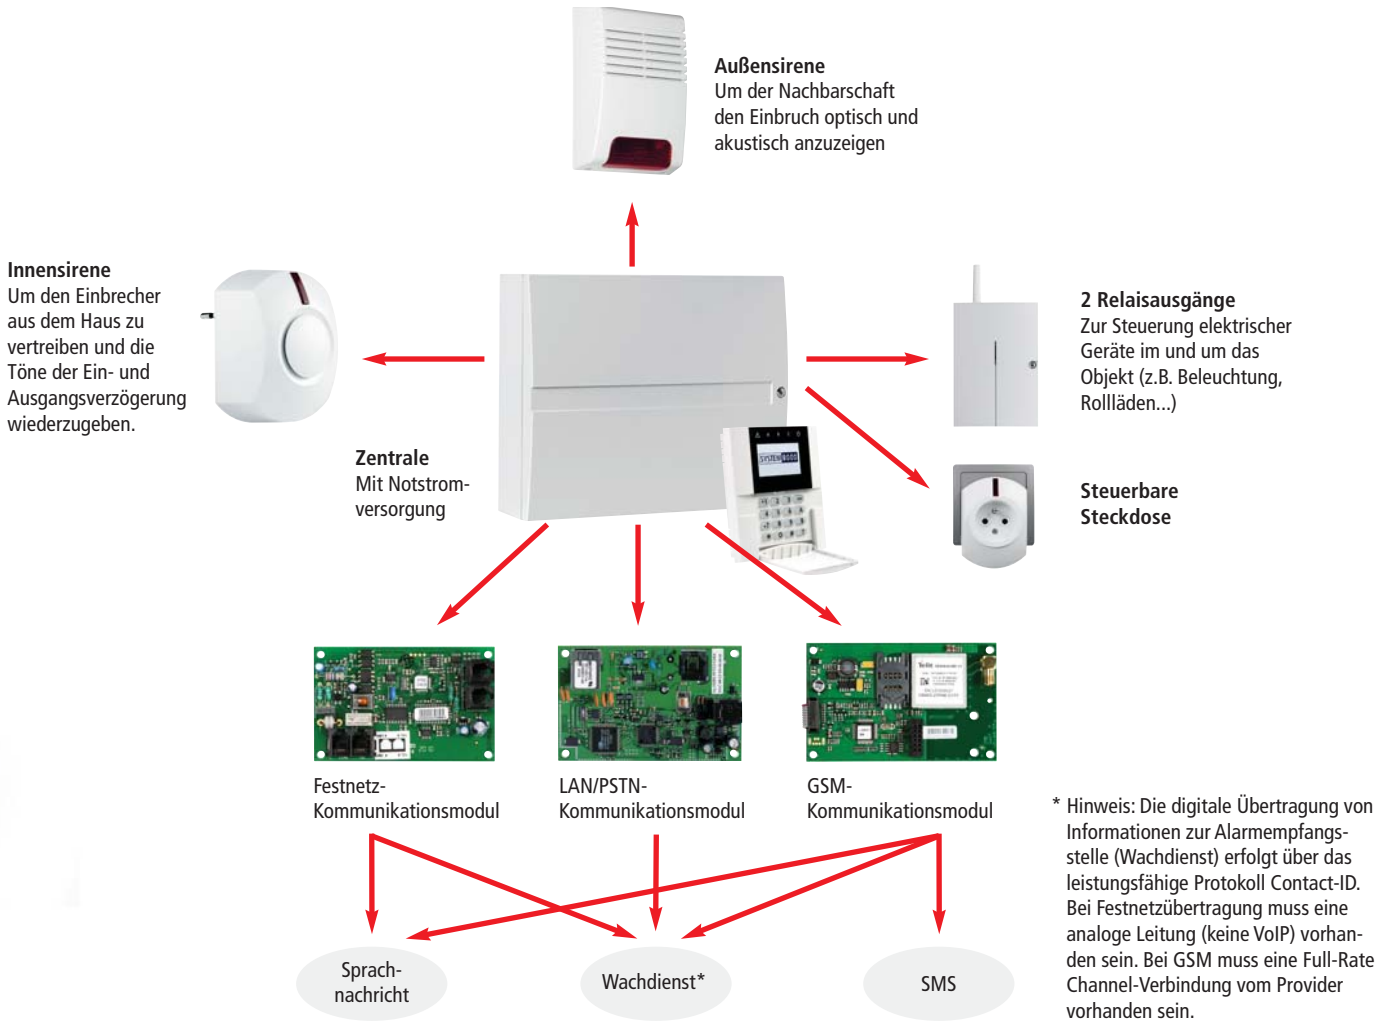 Außensirene
Um der Nachbarschaft
den Einbruch optisch und
akustisch anzuzeigen
Innensirene
Um den Einbrecher
aus dem Haus zu
vertreiben und die
Töne der Ein- und
Ausgangsverzögerung
wiederzugeben.
2 Relaisausgänge
Zur Steuerung elektrischer
Geräte im und um das
Objekt (z.B. Beleuchtung,
Rollläden...)
Zentrale
Mit Notstrom-
versorgung
SYSTEM 8000
Steuerbare
Steckdose
Telit
Festnetz-
Kommunikationsmodul
LAN/PSTN-
Kommunikationsmodul
GSM-
Kommunikationsmodul
Sprach-
nachricht
Wachdienst*
SMS
* Hinweis: Die digitale Übertragung von
Informationen zur Alarmempfangs-
stelle (Wachdienst) erfolgt über das
leistungsfähige Protokoll Contact-ID.
Bei Festnetzübertragung muss eine
analoge Leitung (keine VoIP) vorhan-
den sein. Bei GSM muss eine Full-Rate
Channel-Verbindung vom Provider
vorhanden sein.